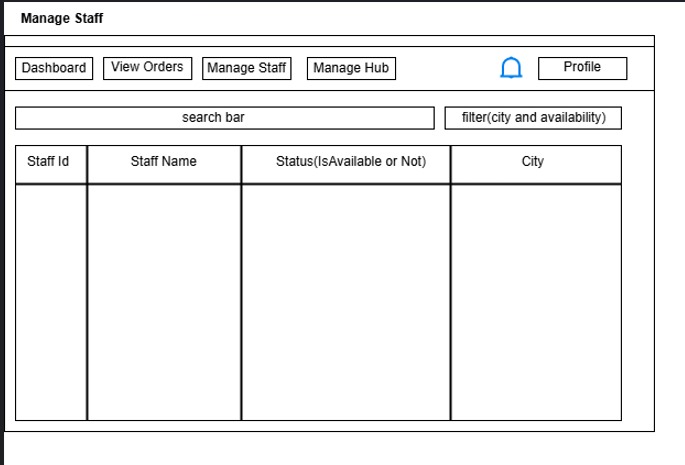 Manage Staff
Dashboard View Orders Manage Staff Manage Hub Profile
search bar filter(city and availability)
Staff Id Staff Name Status(IsAvailable or Not) City